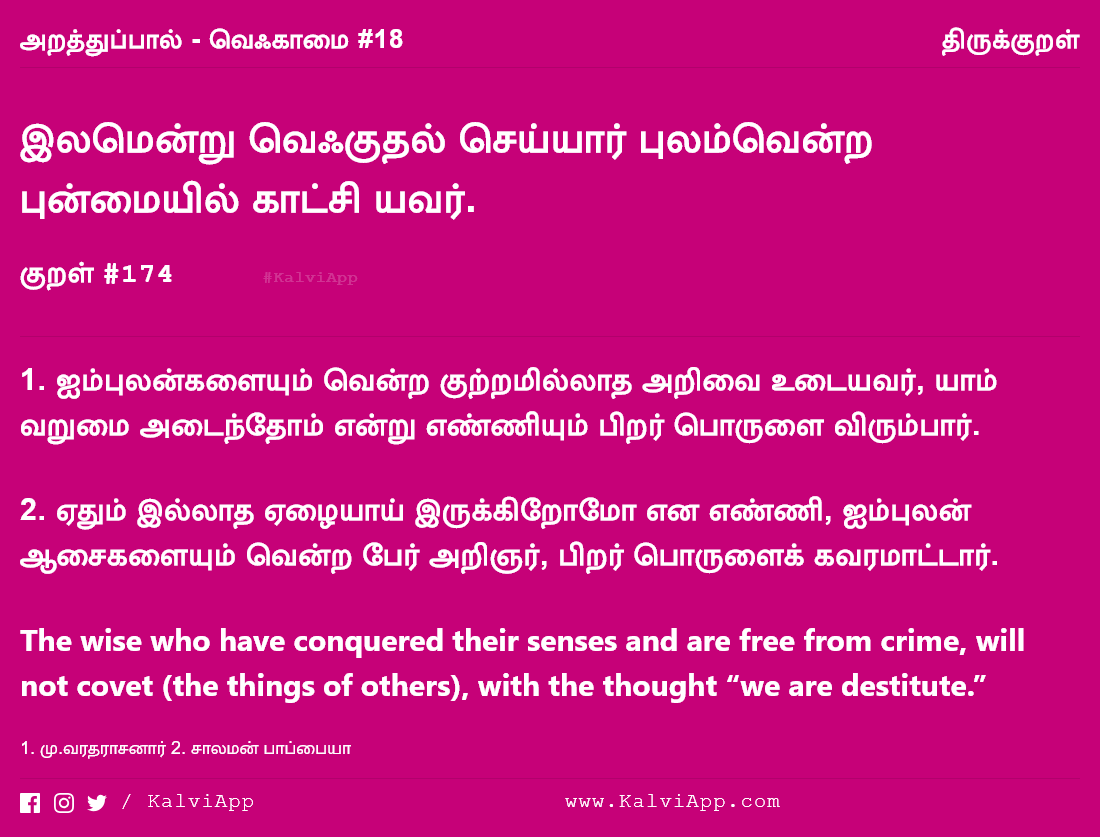 அறத்துப்பால் - வெஃகாமை #18
திருக்குறள்
இலமென்று வெஃகுதல் செய்யார் புலம்வென்ற
புன்மையில் காட்சி யவர்.
குறள் #174
#KalviApp
1. ஐம்புலன்களையும் வென்ற குற்றமில்லாத அறிவை உடையவர், யாம்
வறுமை அடைந்தோம் என்று எண்ணியும் பிறர் பொருளை விரும்பார்.
2. ஏதும் இல்லாத ஏழையாய் இருக்கிறோமோ என எண்ணி, ஐம்புலன்
ஆசைகளையும் வென்ற பேர் அறிஞர், பிறர் பொருளைக் கவரமாட்டார்.
The wise who have conquered their senses and are free from crime, will
not covet (the things of others), with the thought “we are destitute.”
1. மு.வரதராசனார் 2. சாலமன் பாப்பையா
/ KalviApp
www.KalviApp.com